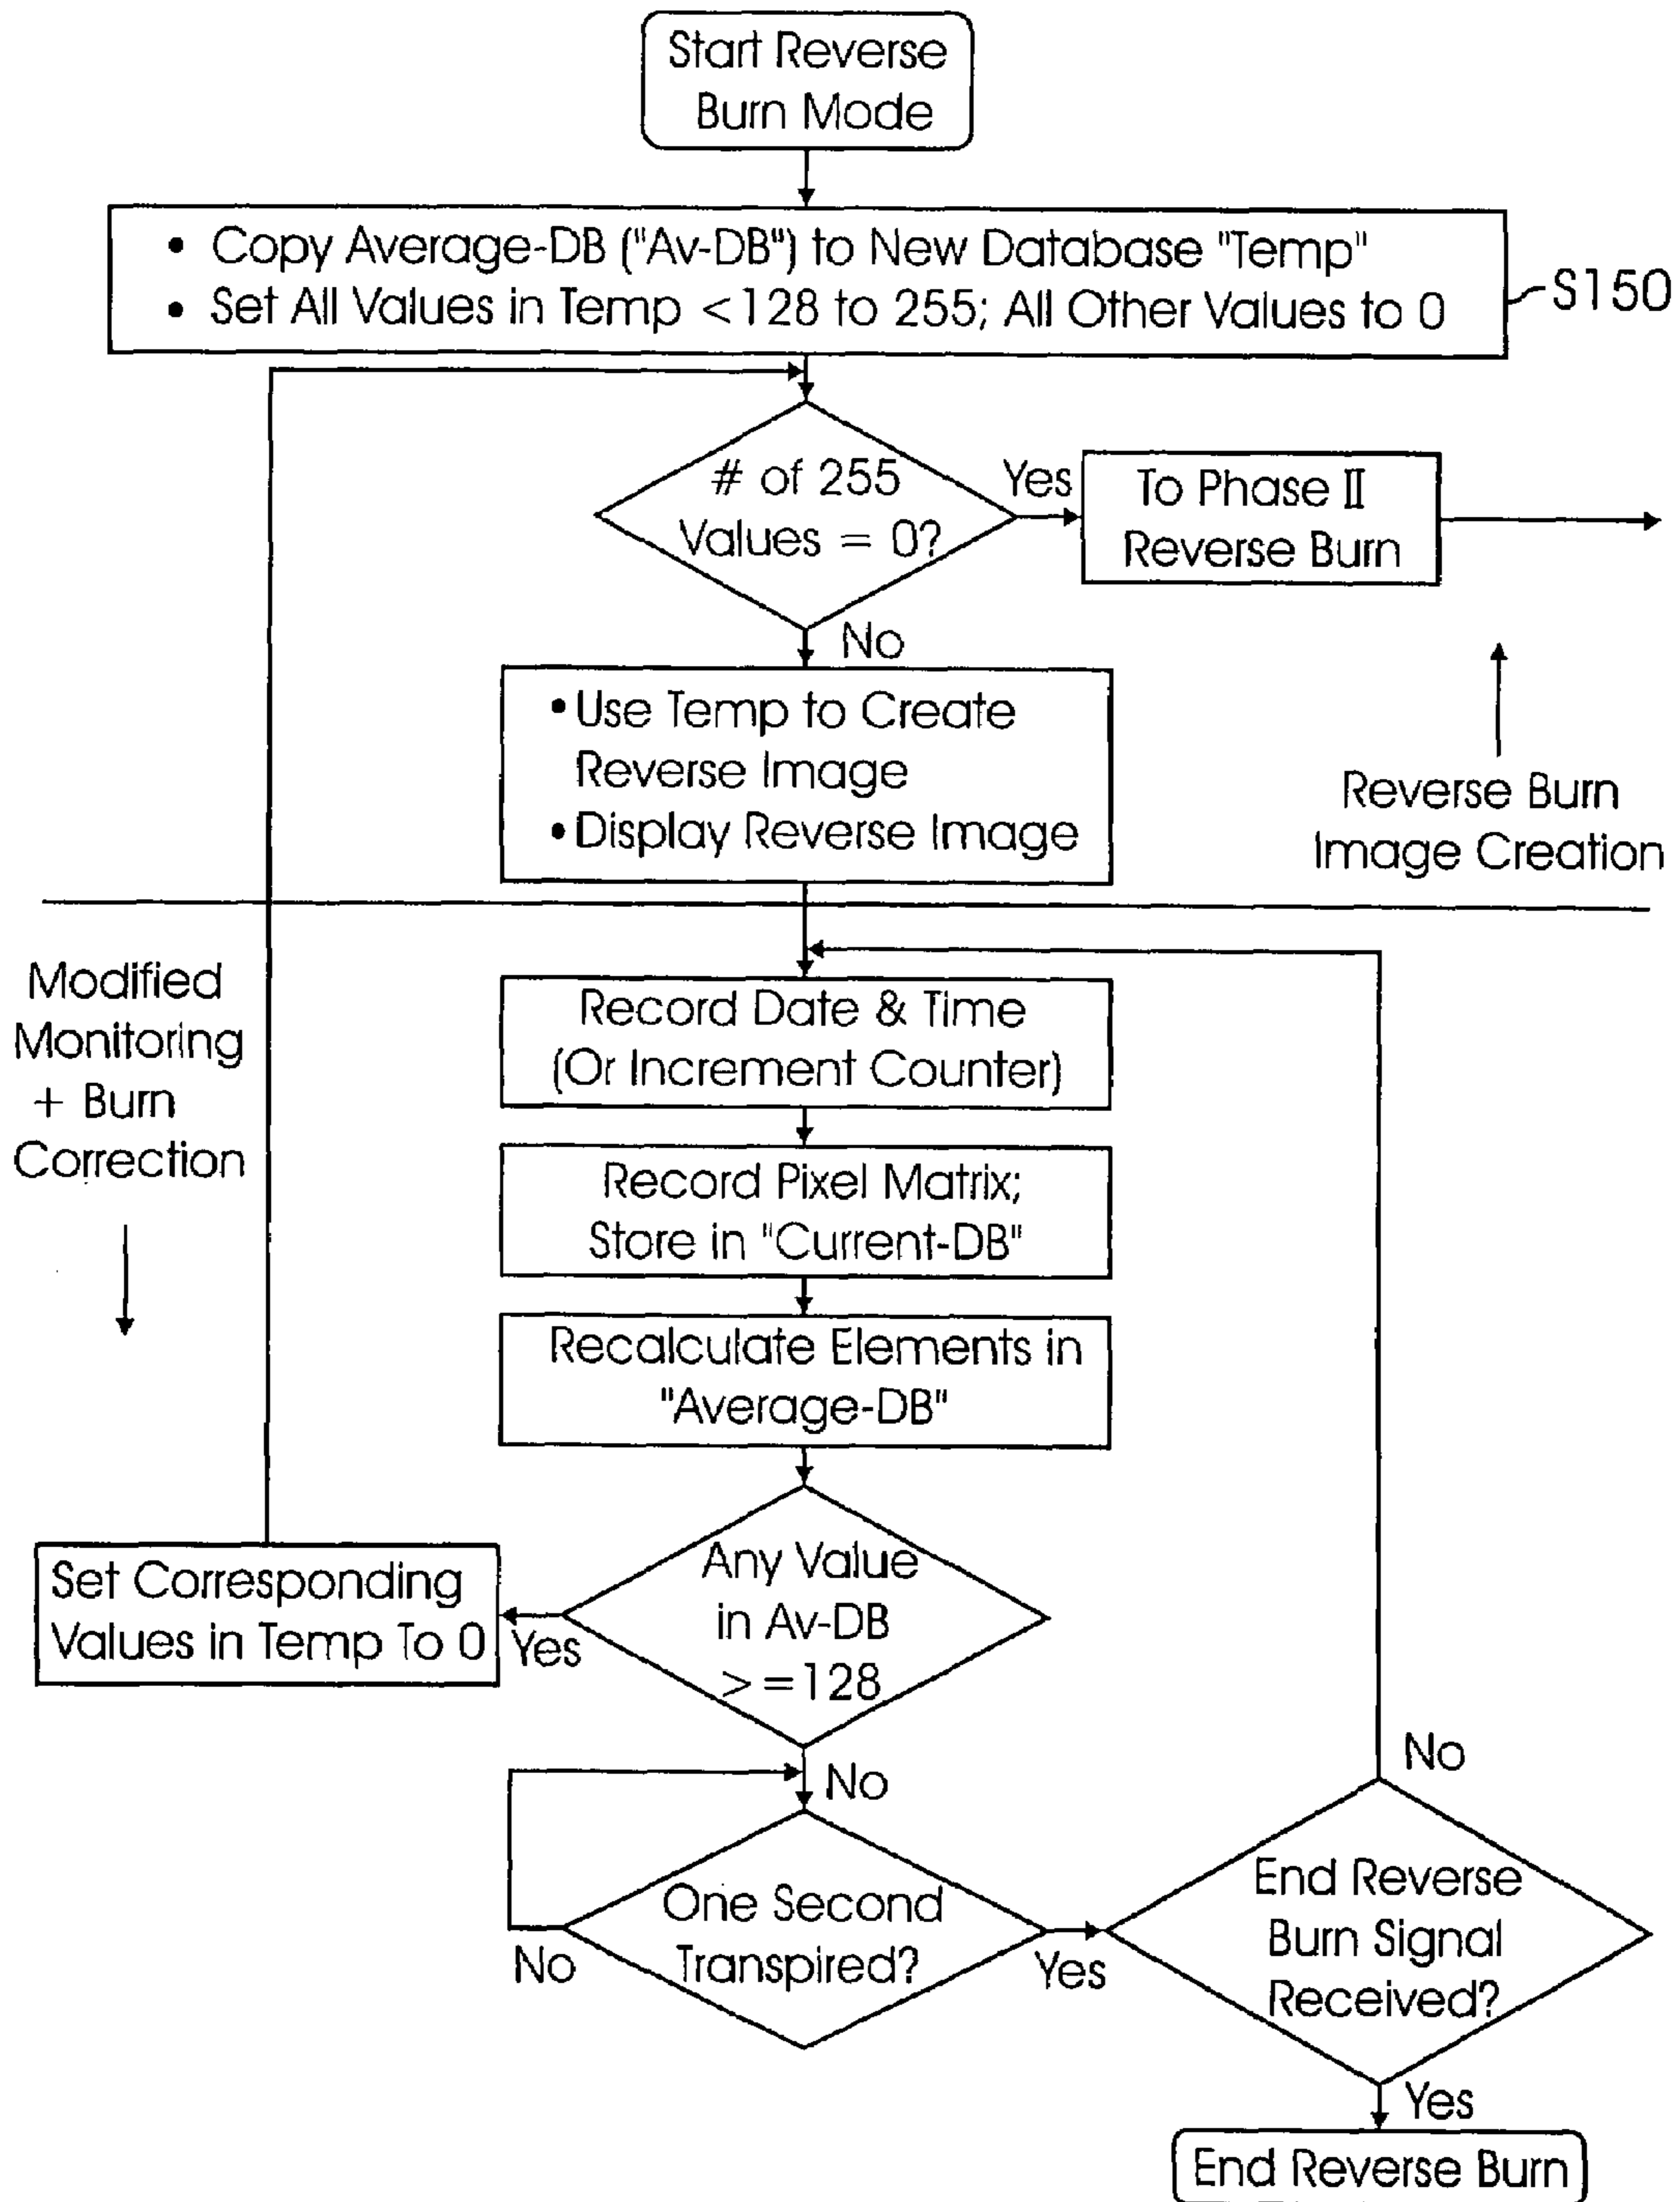 Start Reverse
Burn Mode
• Copy Average-DB ("Av-DB") to New Database "Temp"
• Set All Values in Temp <128 to 255; All Other Values to 0
S150
# of 255
Values = 0?
Yes
To Phase II
Reverse Burn
No
• Use Temp to Create
Reverse Image
• Display Reverse Image
Reverse Burn
Image Creation
Modified
Monitoring
+ Burn
Correction
Record Date & Time
(Or Increment Counter)
Record Pixel Matrix;
Store in "Current-DB"
Recalculate Elements in
"Average-DB"
Any Value
in Av-DB
>=128
Yes
Set Corresponding
Values in Temp To 0
No
One Second
Transpired?
No
Yes
End Reverse
Burn Signal
Received?
No
Yes
End Reverse Burn